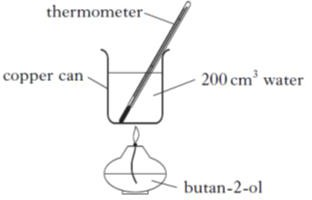 thermometer
copper can
200 cm³ water
butan-2-ol